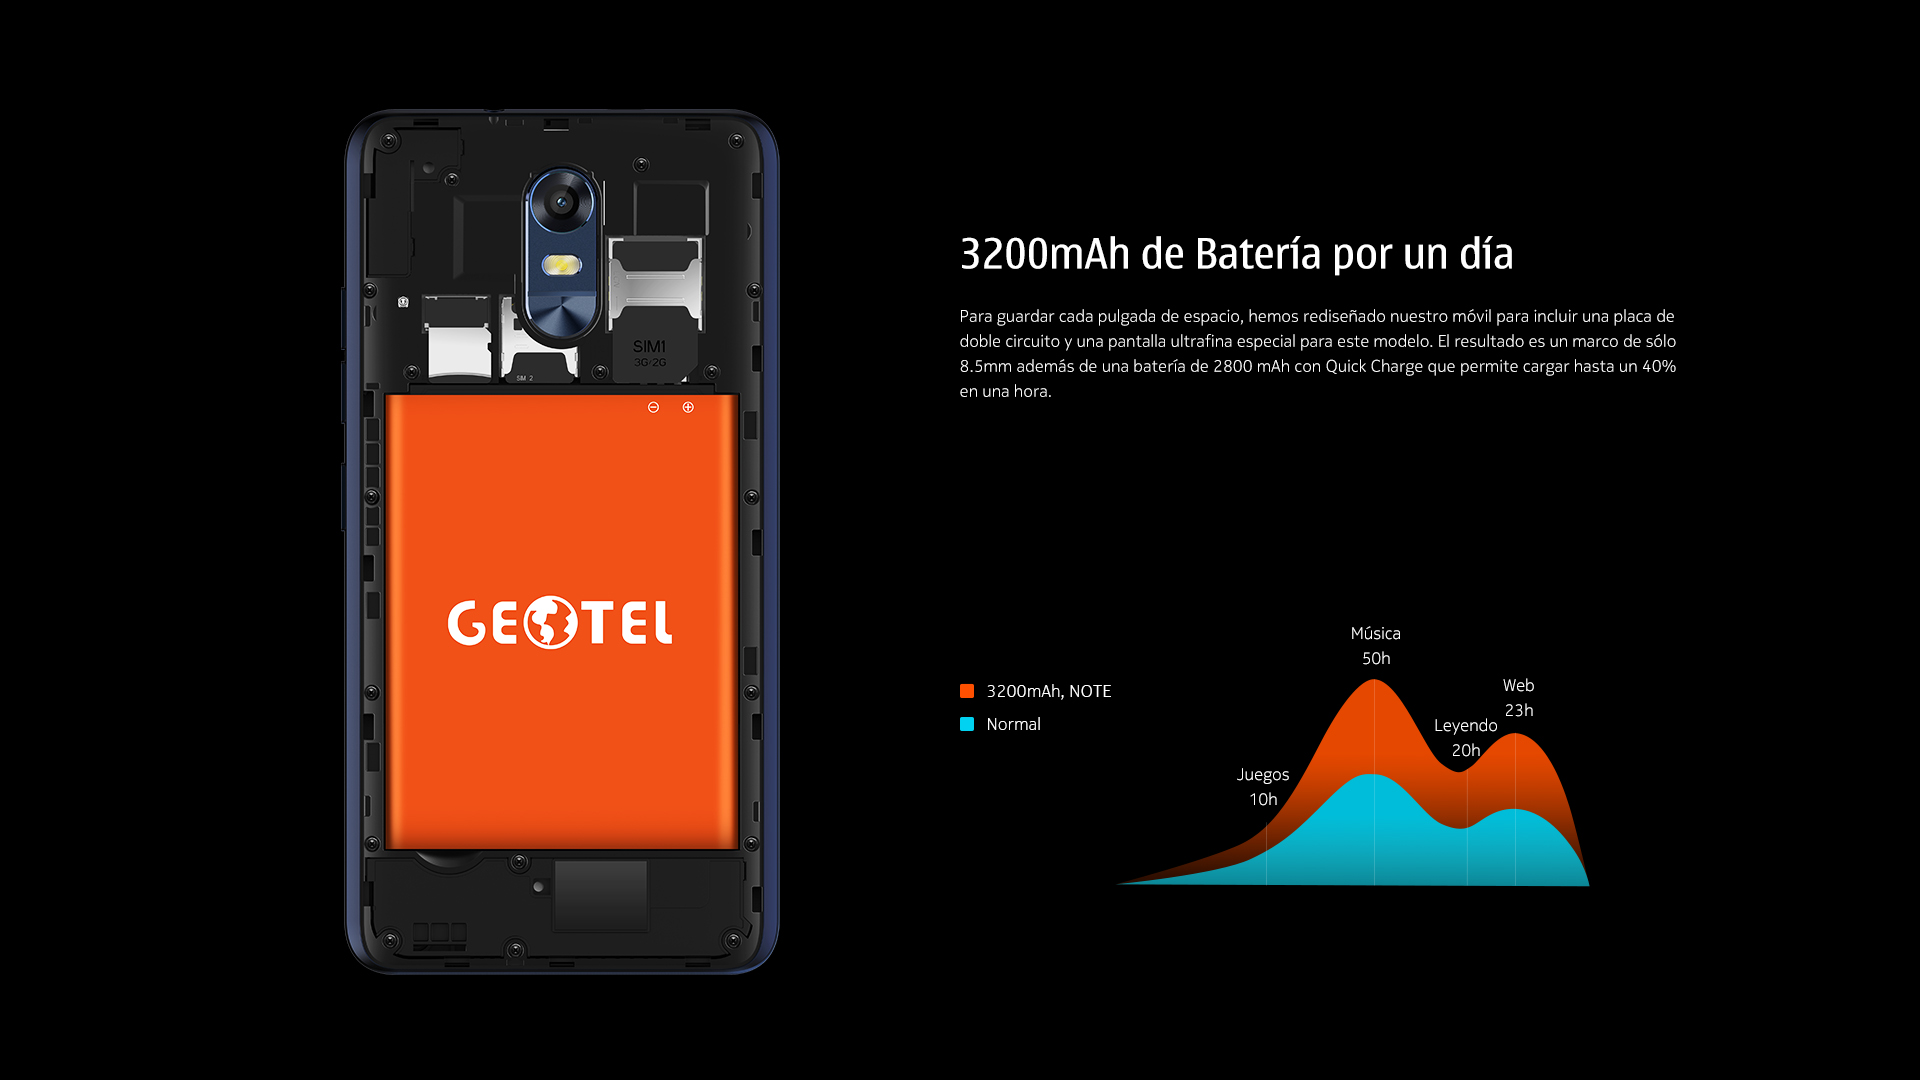 3200mAh de Batería por un día
Para guardar cada pulgada de espacio, hemos rediseñado nuestro móvil para incluir una placa de
doble circuito y una pantalla ultrafina especial para este modelo. El resultado es un marco de sólo
8.5mm además de una batería de 2800 mAh con Quick Charge que permite cargar hasta un 40%
en una hora.
SIM1
3G-2G
SIM 2
GEOTEL
3200mAh, NOTE
Normal
Juegos
10h
Música
50h
Leyendo
20h
Web
23h